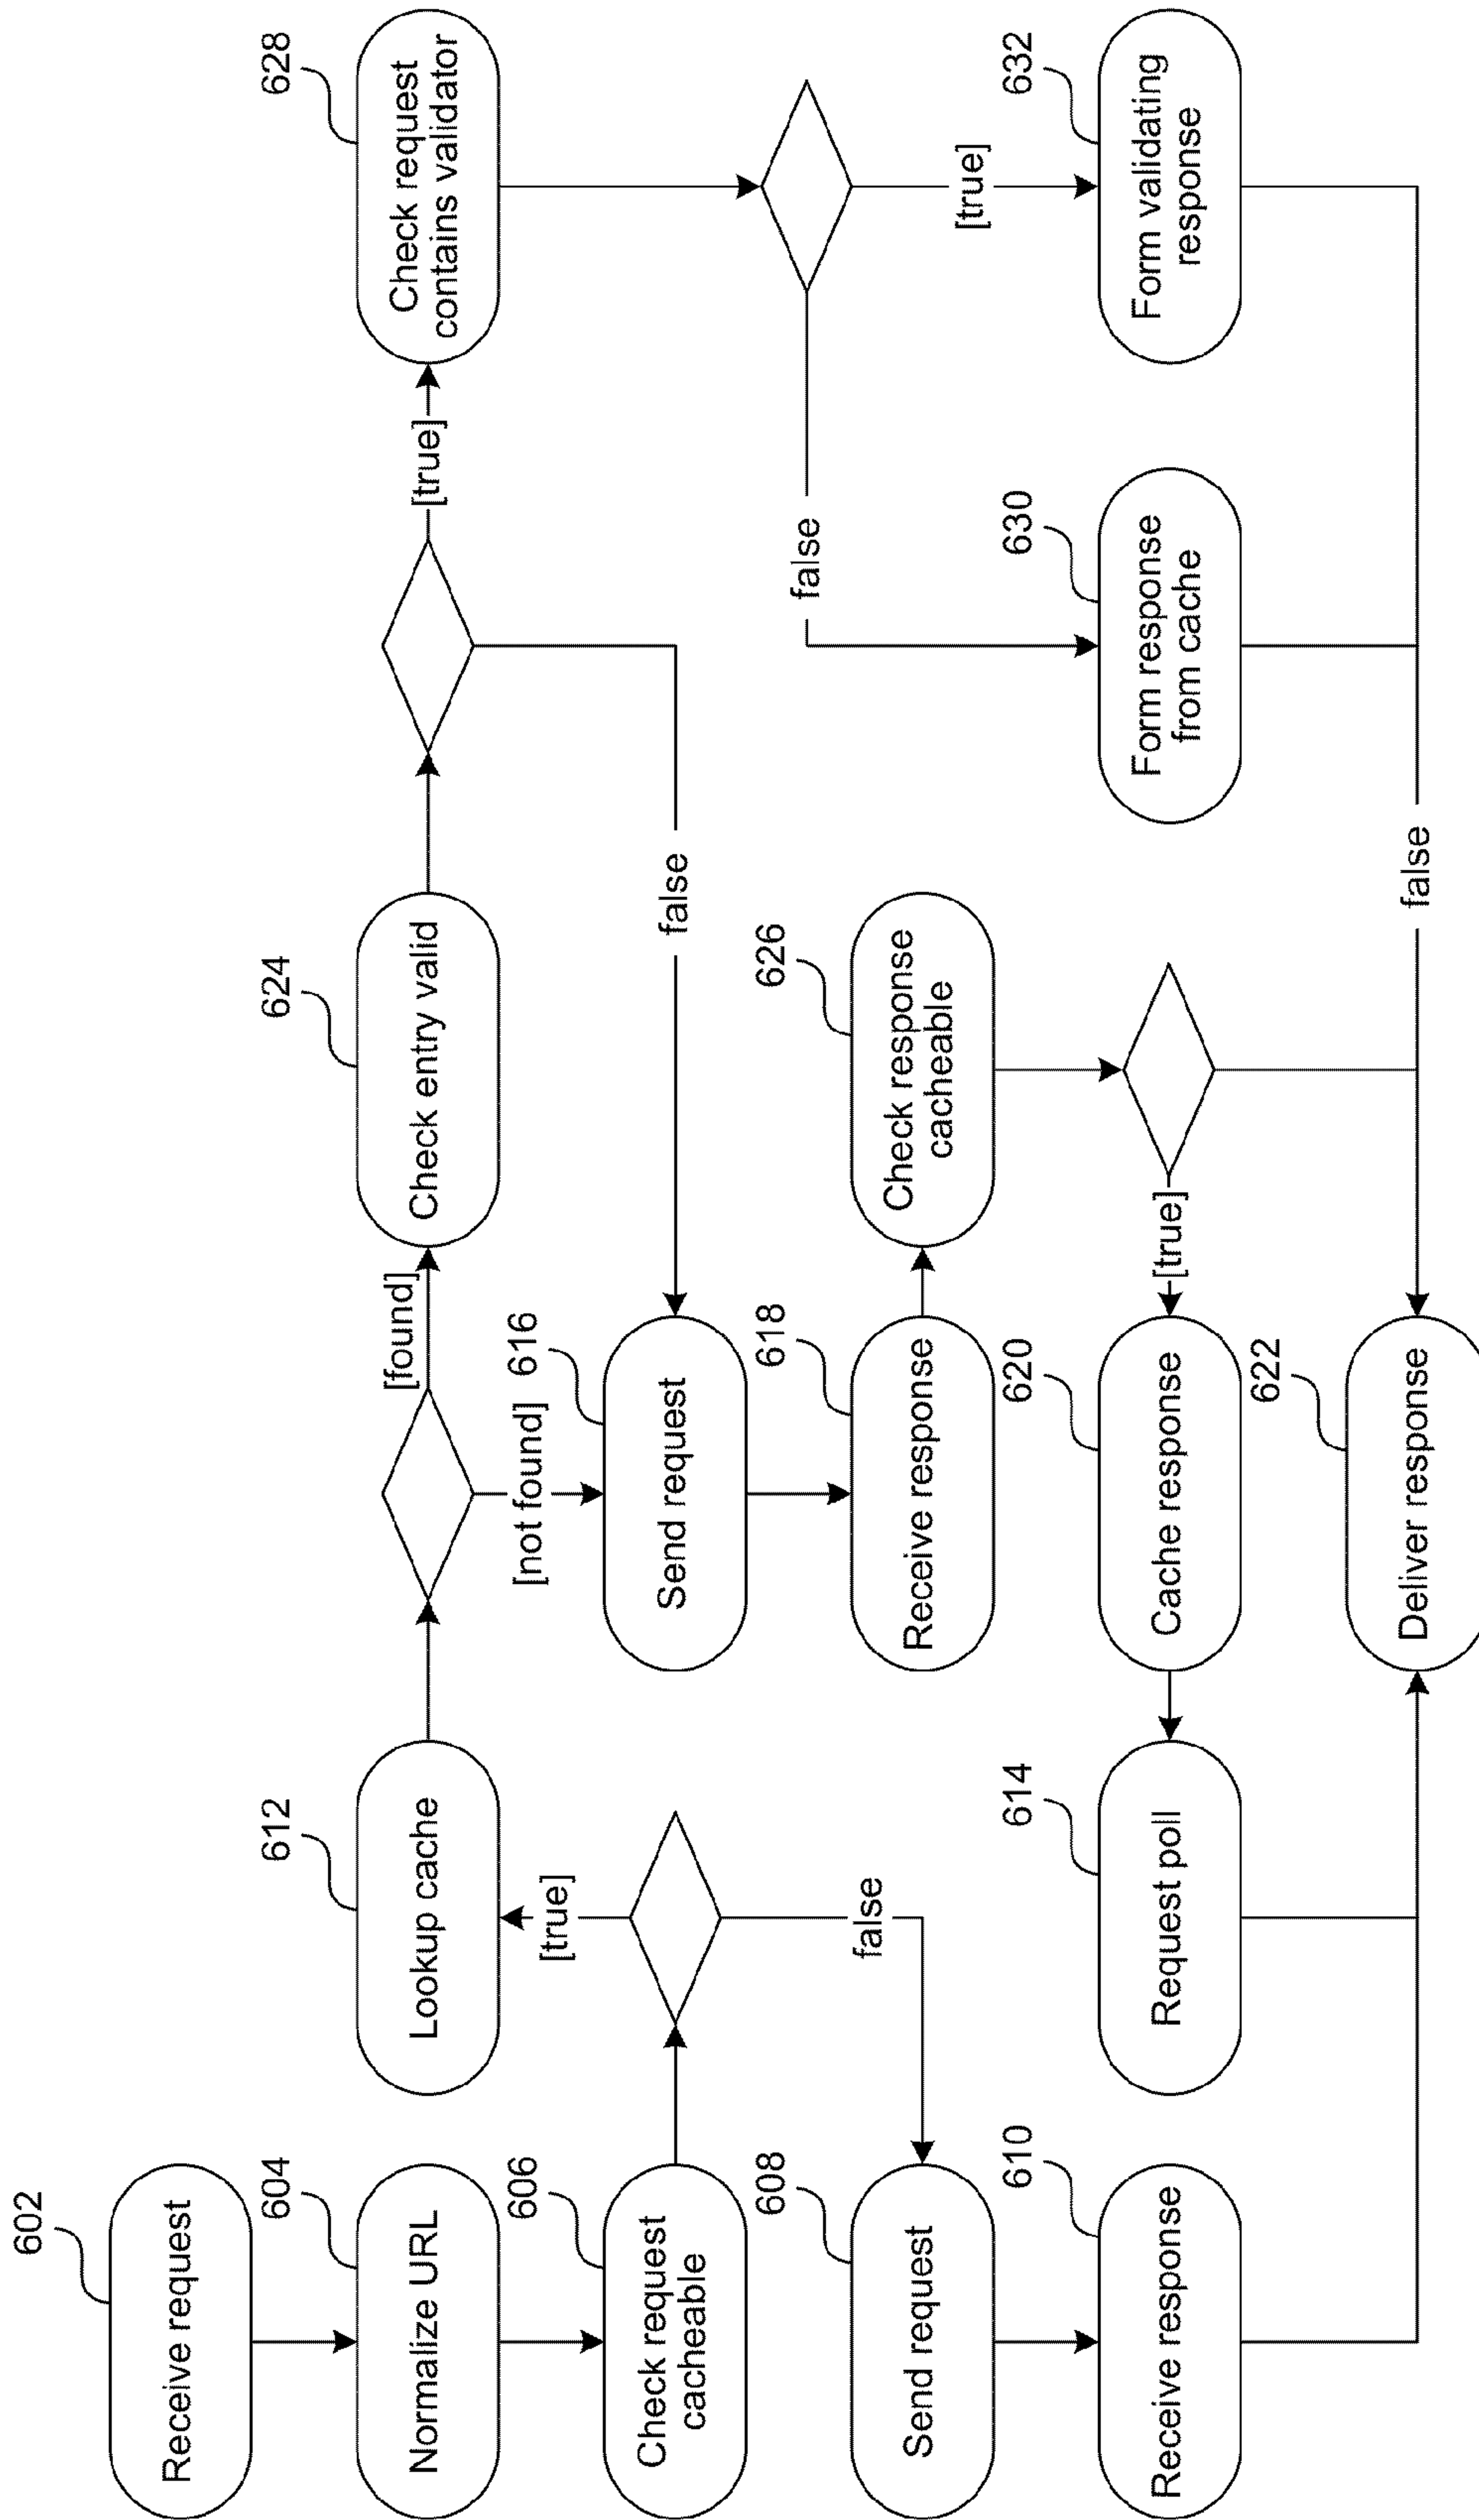 602
Receive request
604
Normalize URL
606
Check request
cacheable
608
Send request
610
Receive response
612
Lookup cache
[true]
false
614
Request poll
[found]
[not found]
616
Send request
618
Receive response
620
Cache response
622
Deliver response
624
Check entry valid
626
Check response
cacheable
[true]
false
[true]
false
628
Check request
contains validator
false
[true]
630
Form response
from cache
632
Form validating
response